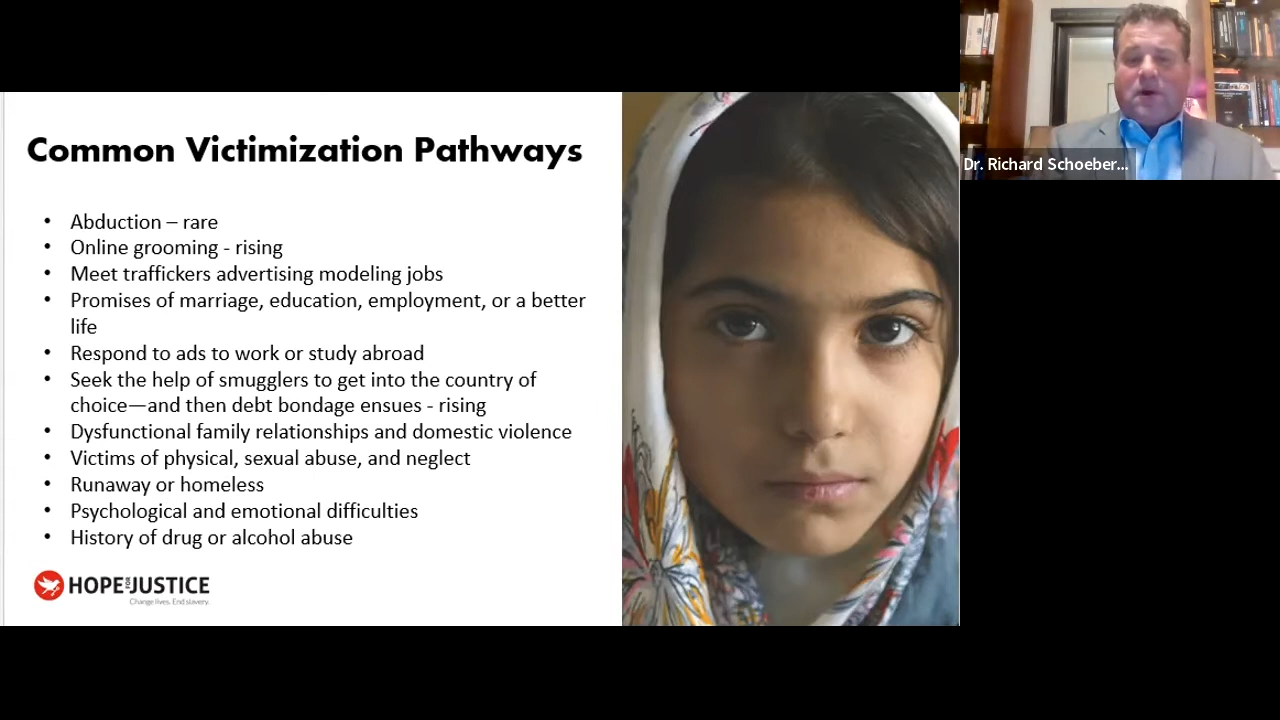 Common Victimization Pathways
• Abduction – rare
• Online grooming - rising
• Meet traffickers advertising modeling jobs
• Promises of marriage, education, employment, or a better
life
• Respond to ads to work or study abroad
• Seek the help of smugglers to get into the country of
choice—and then debt bondage ensues - rising
• Dysfunctional family relationships and domestic violence
• Victims of physical, sexual abuse, and neglect
• Runaway or homeless
• Psychological and emotional difficulties
• History of drug or alcohol abuse
HOPE FOR JUSTICE
Change lives. End slavery.
Dr. Richard Schoeber...